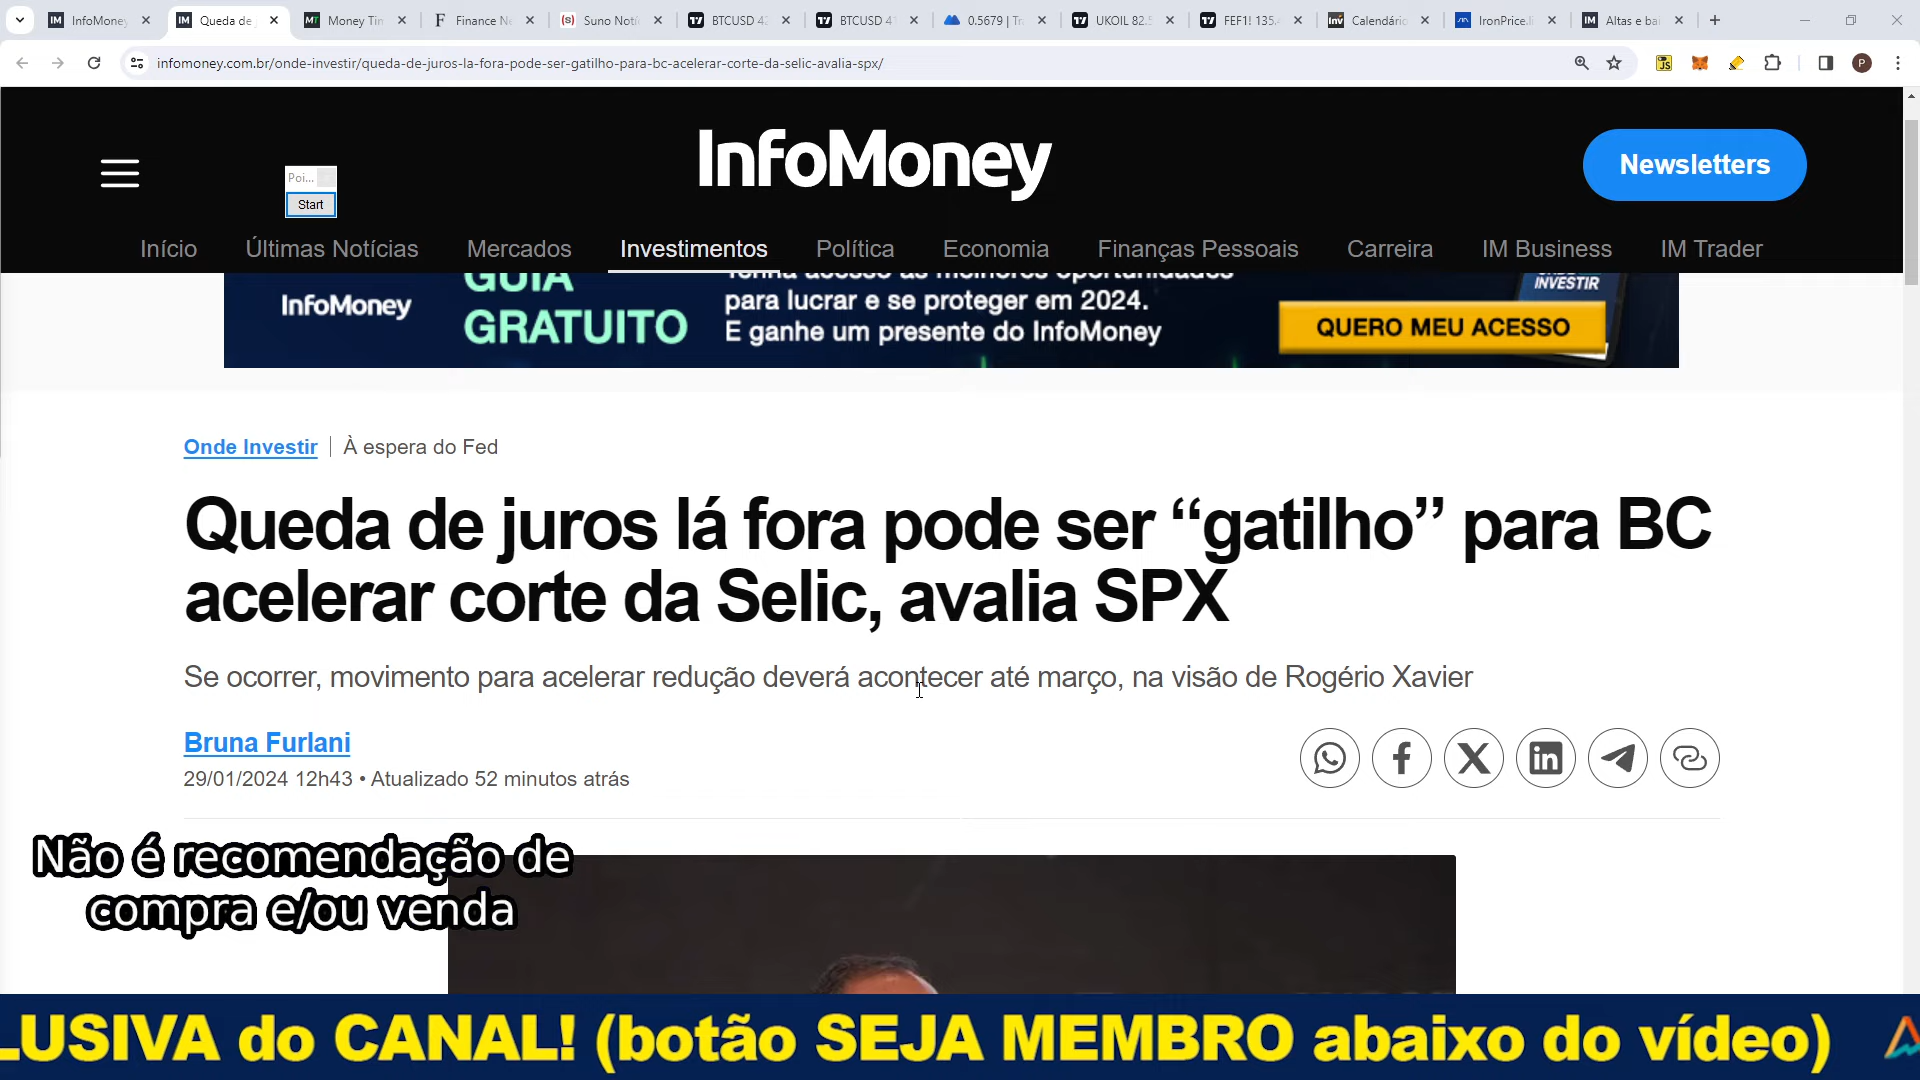 InfoMoney
Queda de
Money Tin
Finance N
Suno Notí
BTCUSD 4
BTCUSD 4
0.5679 | Tr
UKOIL 82.
FEF1! 135.
Calendário
IronPrice.li
Altas e bai
infomoney.com.br/onde-investir/queda-de-juros-la-fora-pode-ser-gatilho-para-bc-acelerar-corte-da-selic-avalia-spx/
P
InfoMoney
Newsletters
Poi...
Start
Início
Últimas Notícias
Mercados
Investimentos
Política
Economia
Finanças Pessoais
Carreira
IM Business
IM Trader
InfoMoney
GUIA
GRATUITO
Tenha acesso às melhores oportunidades
para lucrar e se proteger em 2024.
E ganhe um presente do InfoMoney
QUERO MEU ACESSO
INVESTIR
Onde Investir | À espera do Fed
Queda de juros lá fora pode ser “gatilho” para BC
acelerar corte da Selic, avalia SPX
Se ocorrer, movimento para acelerar redução deverá acontecer até março, na visão de Rogério Xavier
Bruna Furlani
29/01/2024 12h43 • Atualizado 52 minutos atrás
Não é recomendação de
compra e/ou venda
LUSIVA do CANAL! (botão SEJA MEMBRO abaixo do vídeo)